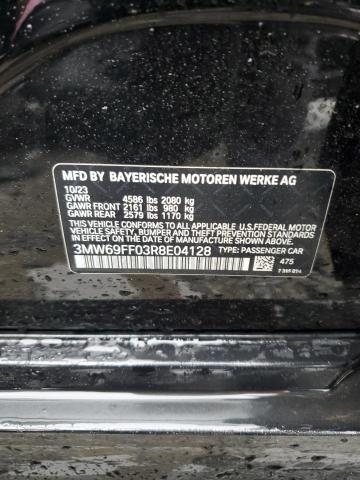 MFD BY BAYERISCHE MOTOREN WERKE AG
10/23
GVWR 4586 lbs 2080 kg
GAWR FRONT 2161 lbs 980 kg
GAWR REAR 2579 lbs 1170 kg
THIS VEHICLE CONFORMS TO ALL APPLICABLE U.S.FEDERAL MOTOR
VEHICLE SAFETY, BUMPER AND THEFT PREVENTION STANDARDS
IN EFFECT ON THE DATE OF MANUFACTURE SHOWN ABOVE.
3MW69FF03R8E04128 TYPE: PASSENGER CAR
475